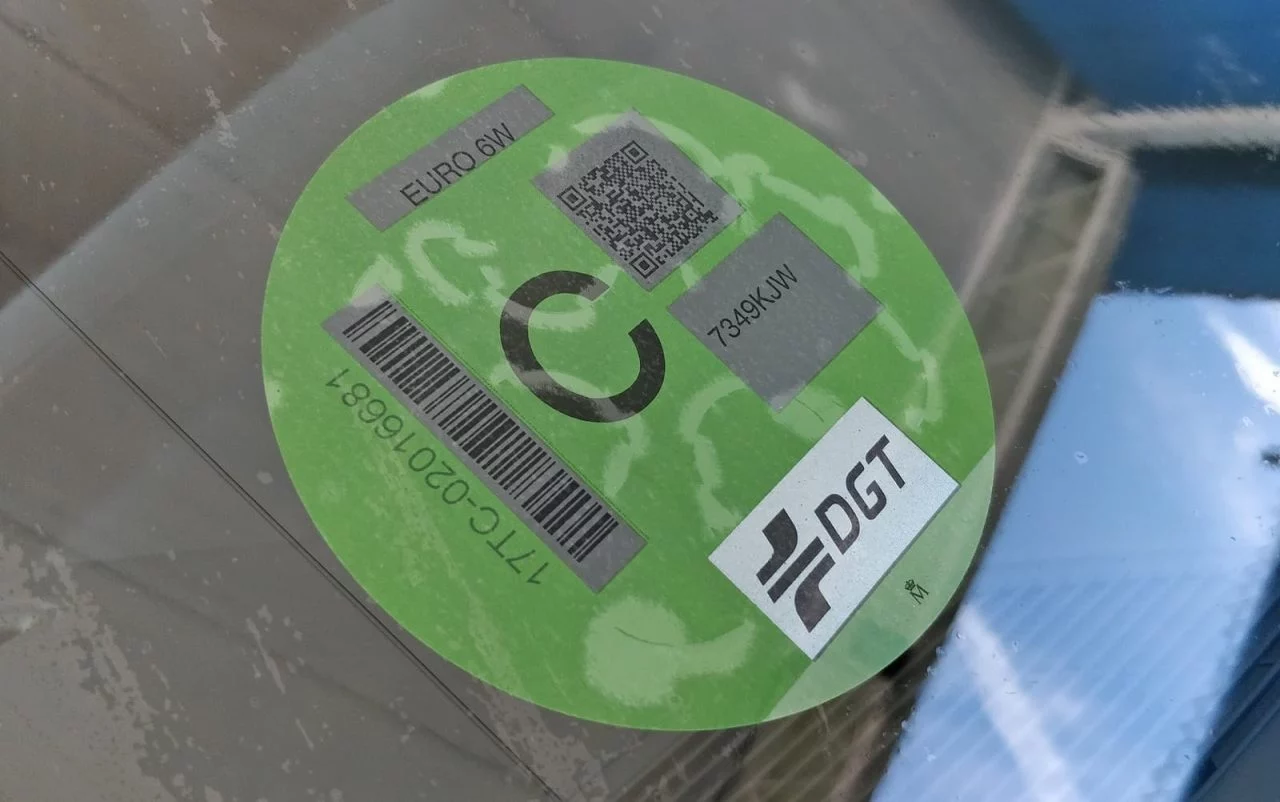 EURO 6W
7349KJW
C
17TC-02016681
DGT
M